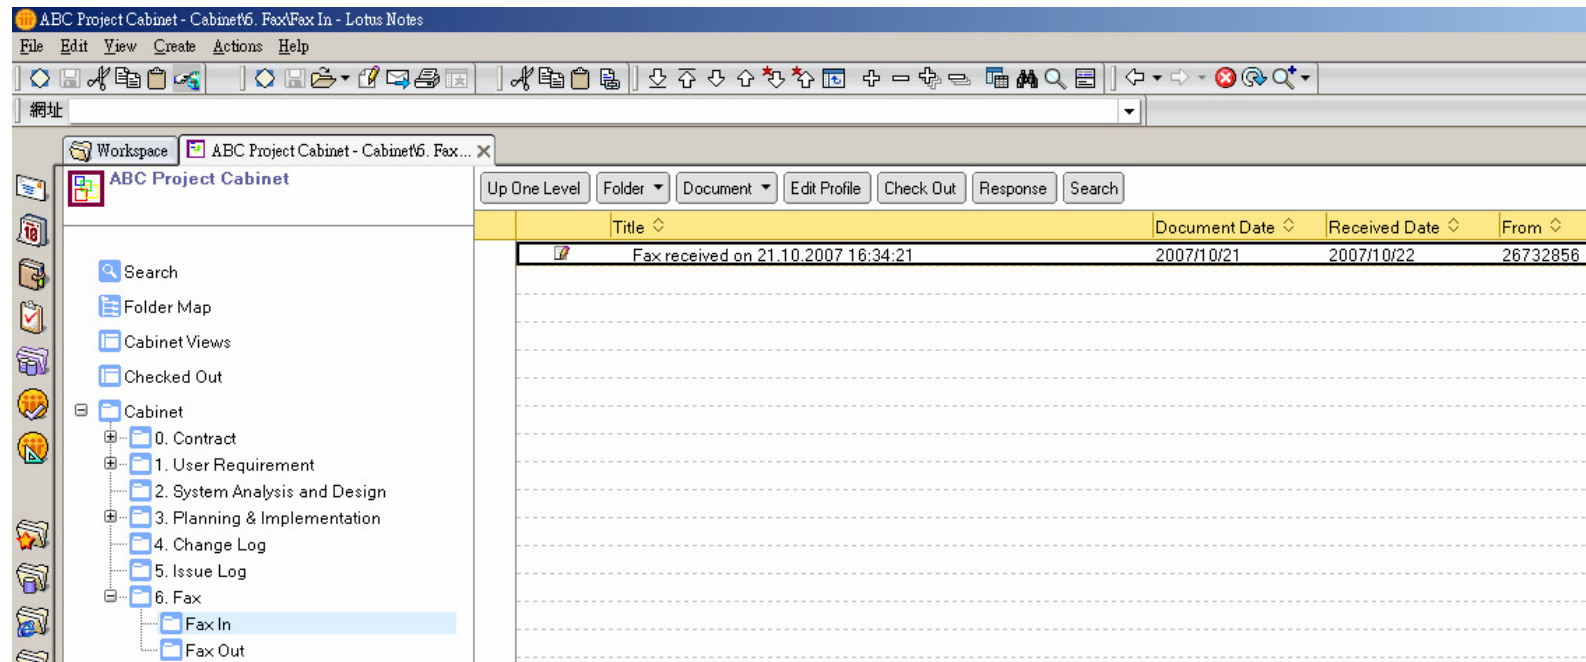 ABC Project Cabinet - Cabinet\6. Fax\Fax In - Lotus Notes
File Edit View Create Actions Help
網址
Workspace ABC Project Cabinet - Cabinet\6. Fax...
ABC Project Cabinet
Up One Level Folder Document Edit Profile Check Out Response Search
Title Document Date Received Date From
Fax received on 21.10.2007 16:34:21 2007/10/21 2007/10/22 26732856
18
Search
Folder Map
Cabinet Views
Checked Out
Cabinet
0. Contract
1. User Requirement
2. System Analysis and Design
3. Planning & Implementation
4. Change Log
5. Issue Log
6. Fax
Fax In
Fax Out